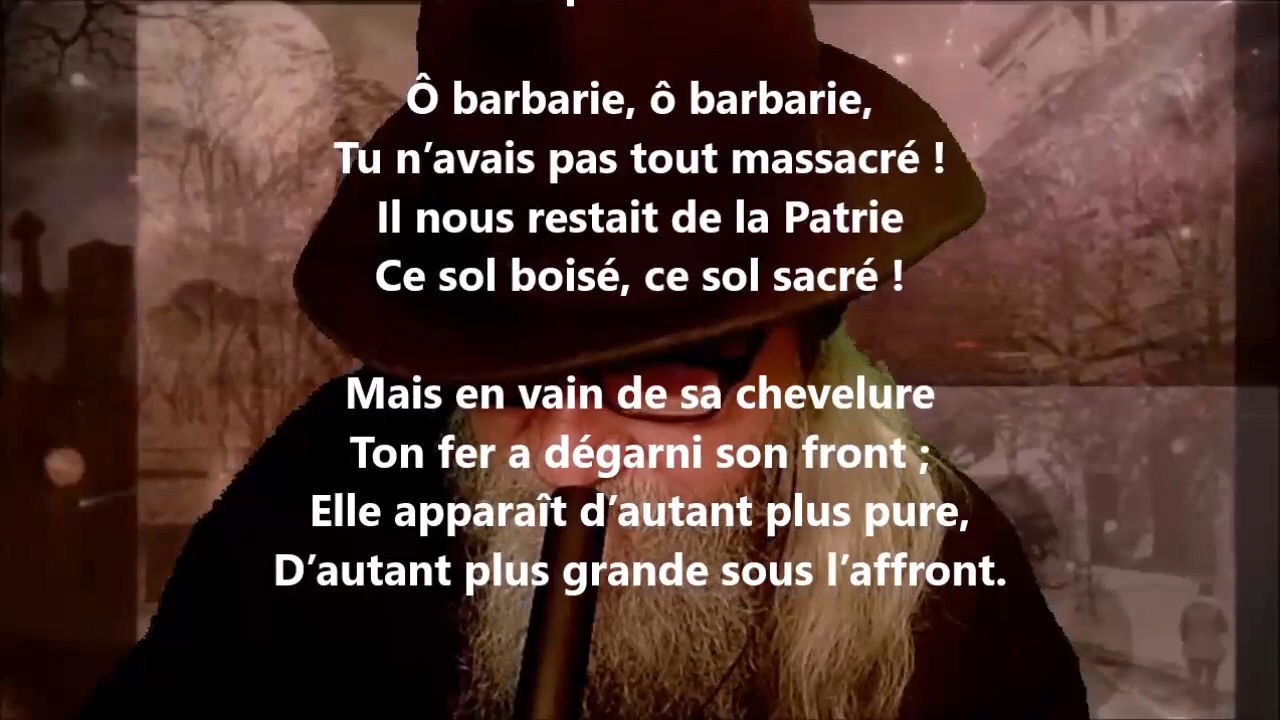 Ô barbarie, ô barbarie,
Tu n’avais pas tout massacré !
Il nous restait de la Patrie
Ce sol boisé, ce sol sacré !
Mais en vain de sa chevelure
Ton fer a dégarni son front ;
Elle apparaît d’autant plus pure,
D’autant plus grande sous l’affront.